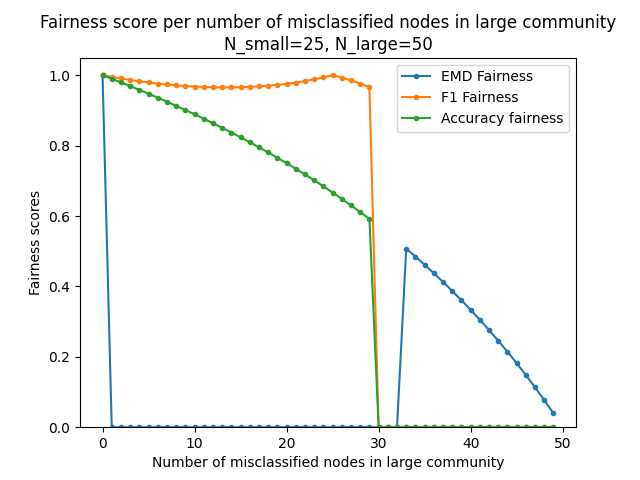 Fairness score per number of misclassified nodes in large community
N_small=25, N_large=50
EMD Fairness
F1 Fairness
Accuracy fairness
Fairness scores
1.0
0.8
0.6
0.4
0.2
0.0
0 10 20 30 40 50
Number of misclassified nodes in large community